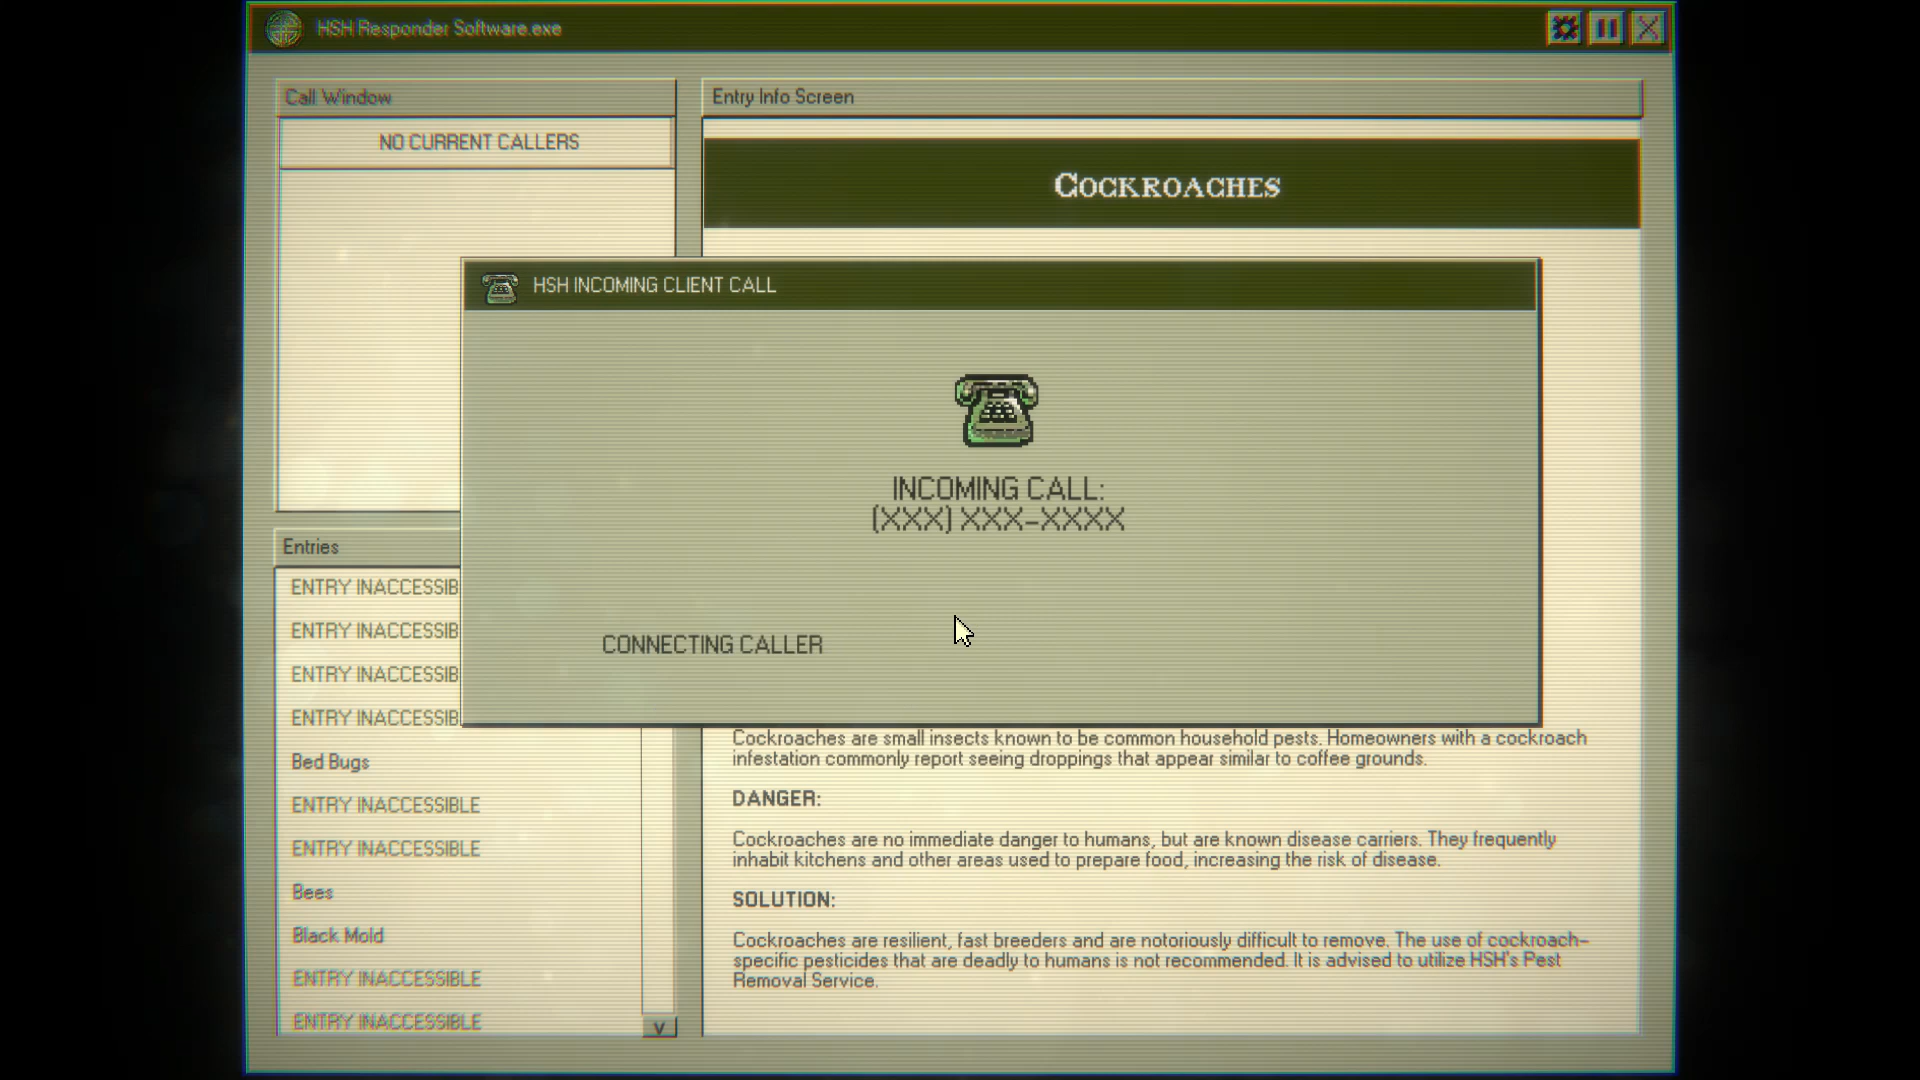 HSH Responder Software.exe
Call Window
NO CURRENT CALLERS
Entry Info Screen
COCKROACHES
HSH INCOMING CLIENT CALL
INCOMING CALL:
(XXX) XXX-XXXX
CONNECTING CALLER
Entries
ENTRY INACCESSIB
ENTRY INACCESSIB
ENTRY INACCESSIB
ENTRY INACCESSIB
Bed Bugs
ENTRY INACCESSIBLE
ENTRY INACCESSIBLE
Bees
Black Mold
ENTRY INACCESSIBLE
ENTRY INACCESSIBLE
V
Cockroaches are small insects known to be common household pests. Homeowners with a cockroach
infestation commonly report seeing droppings that appear similar to coffee grounds.
DANGER:
Cockroaches are no immediate danger to humans, but are known disease carriers. They frequently
inhabit kitchens and other areas used to prepare food, increasing the risk of disease.
SOLUTION:
Cockroaches are resilient, fast breeders and are notoriously difficult to remove. The use of cockroach-
specific pesticides that are deadly to humans is not recommended. It is advised to utilize HSH's Pest
Removal Service.